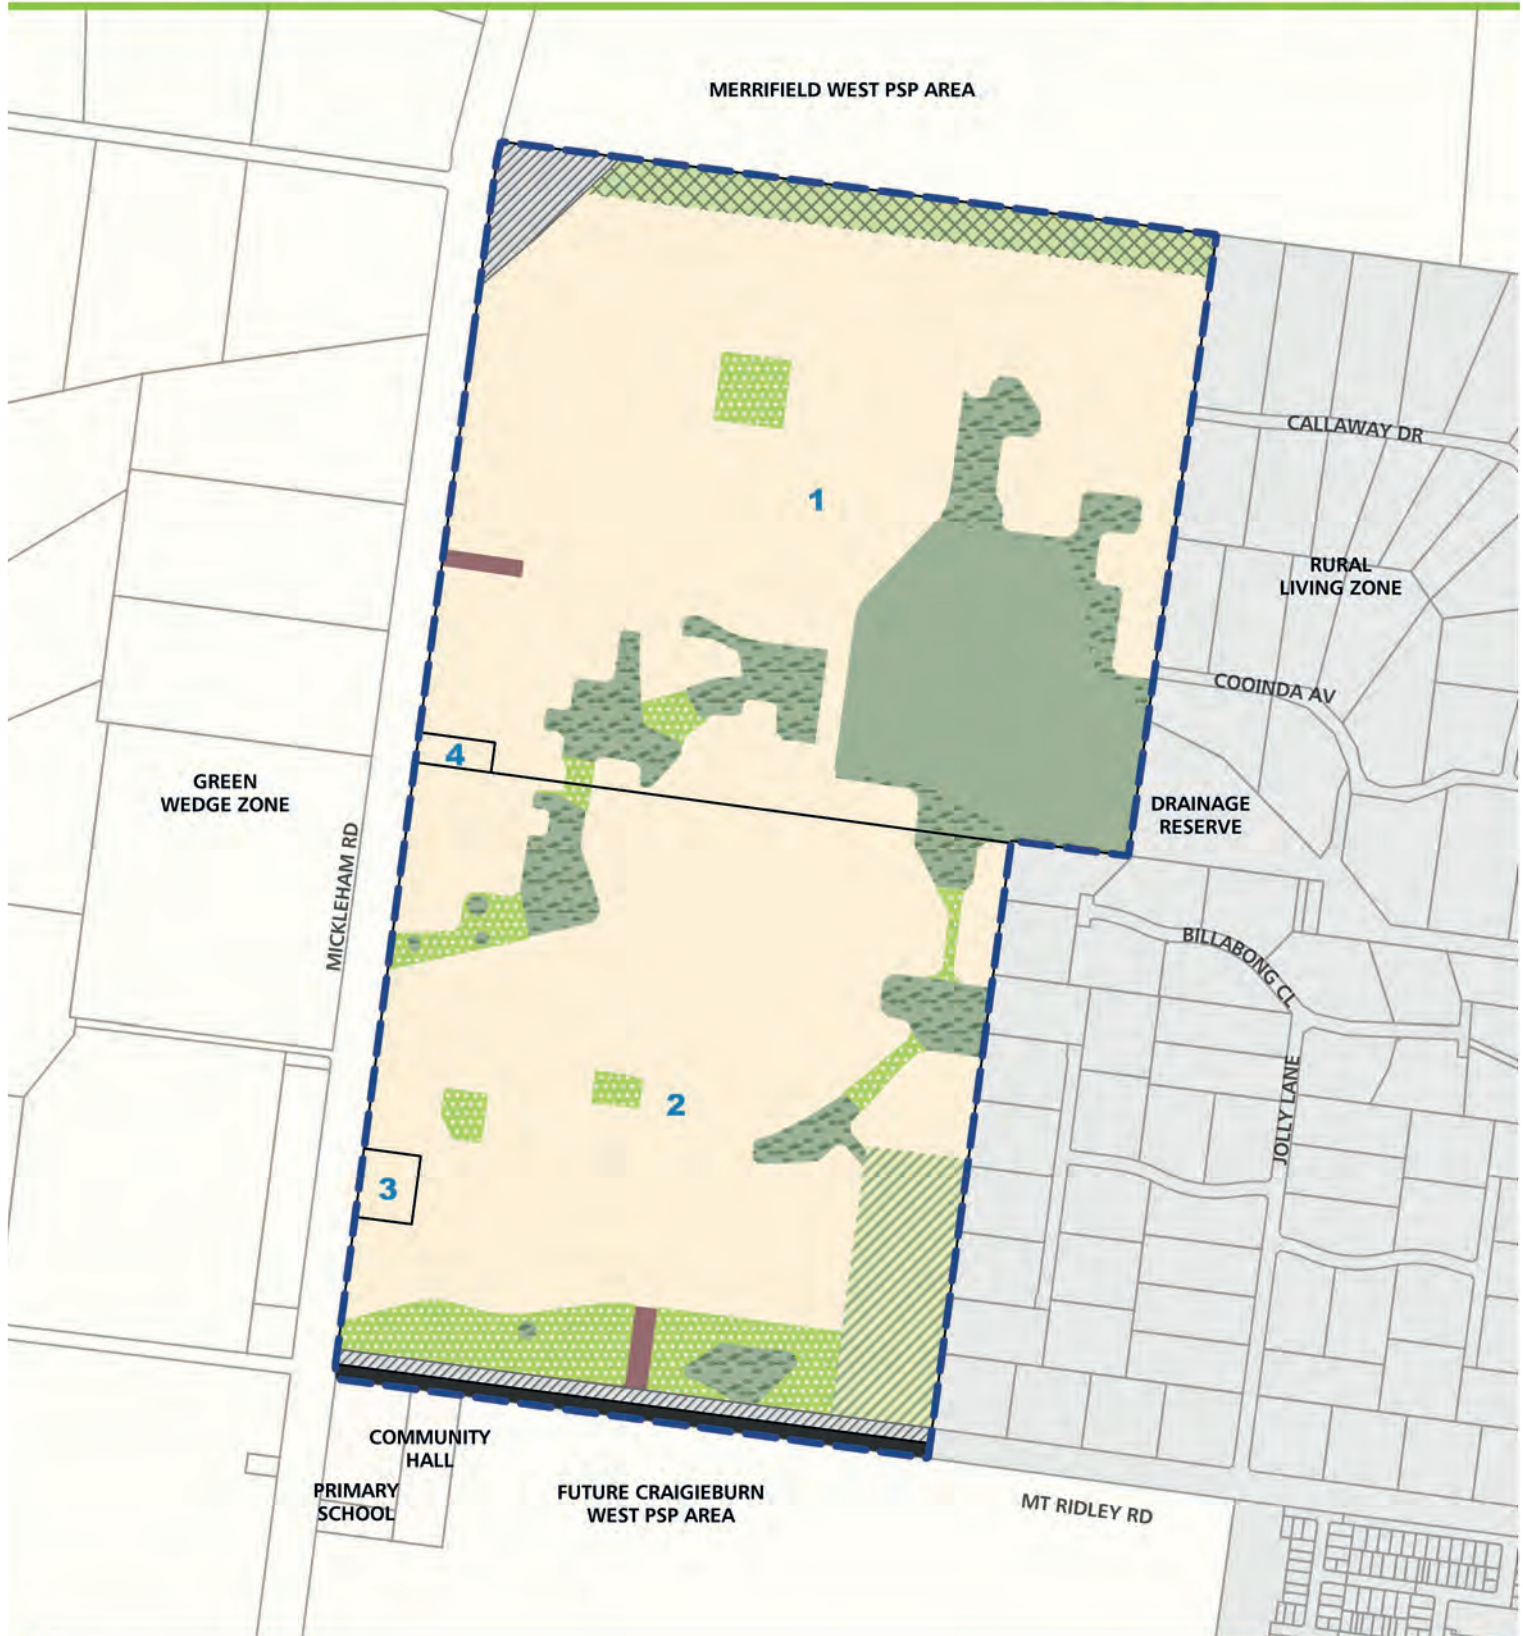 MERRIFIELD WEST PSP AREA
CALLAWAY DR
1
RURAL
LIVING ZONE
COOINDA AV
4
GREEN
WEDGE ZONE
DRAINAGE
RESERVE
MICKLEHAM RD
BILLABONG CL
2
JOLLY LANE
3
COMMUNITY
HALL
PRIMARY
SCHOOL
FUTURE CRAIGIEBURN
WEST PSP AREA
MT RIDLEY RD